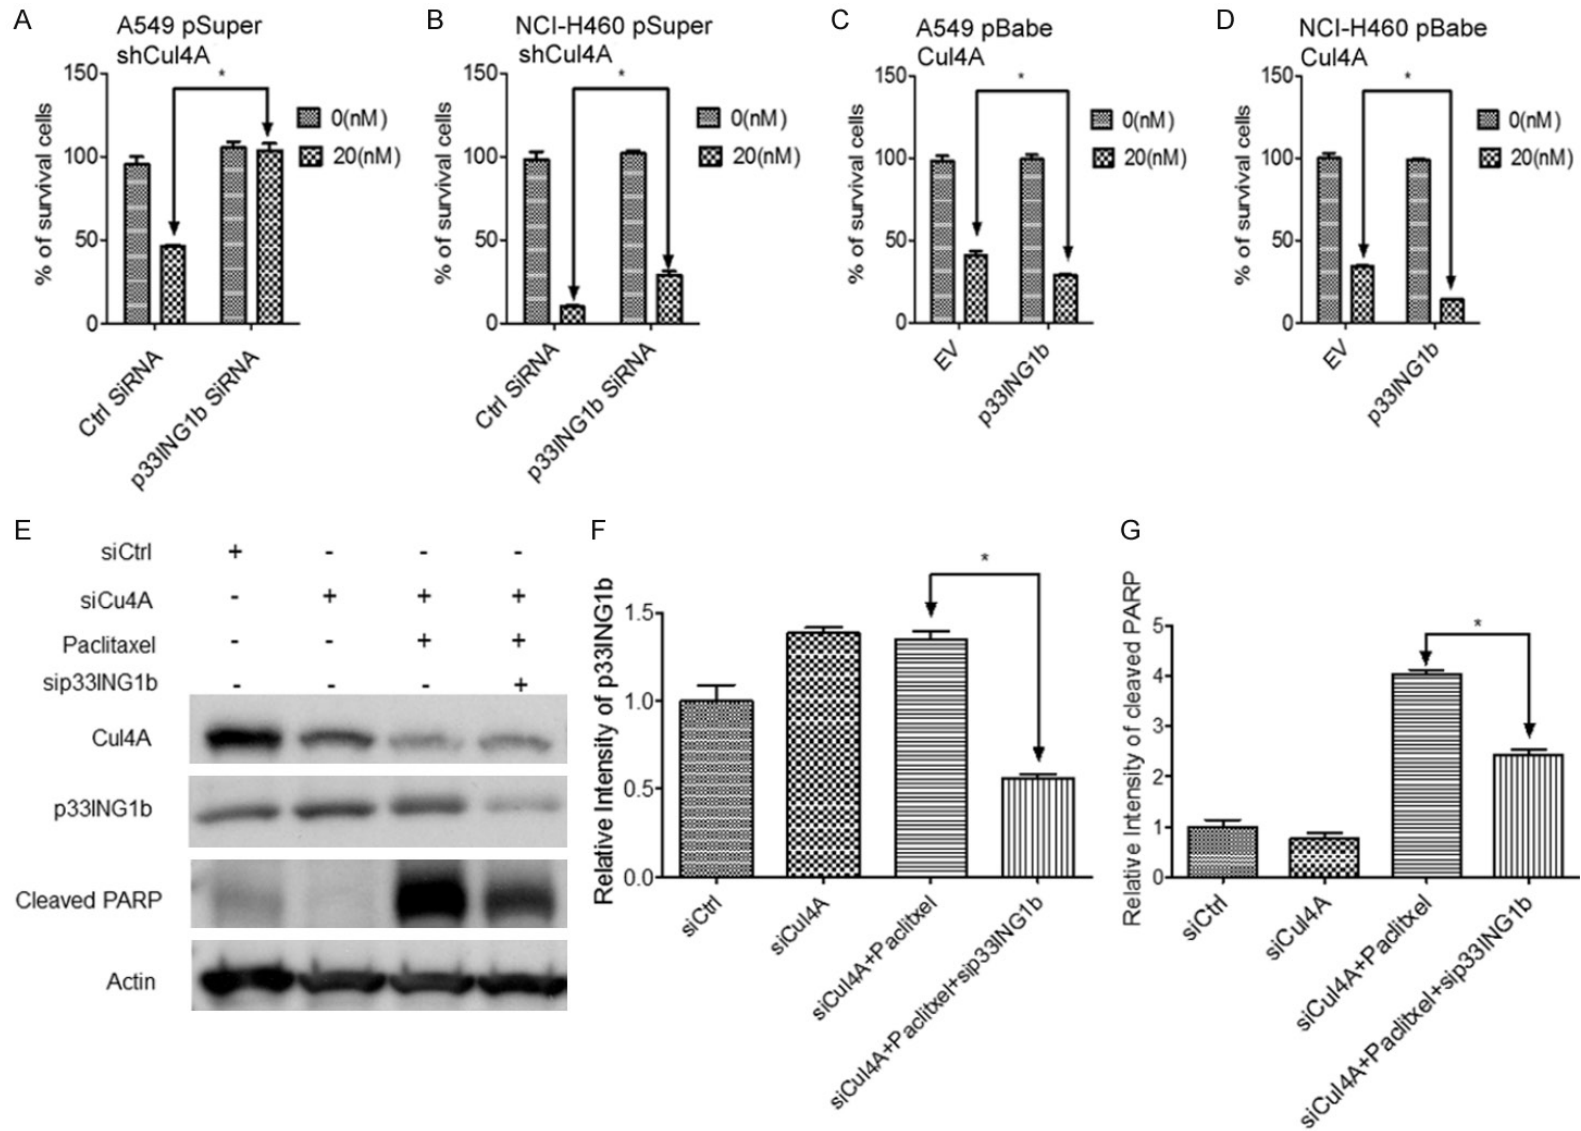 A
A549 pSuper
shCul4A
*
150
100
50
0
% of survival cells
0(nM)
20(nM)
Ctrl SiRNA
p33ING1b SiRNA
B
NCI-H460 pSuper
shCul4A
*
150
100
50
0
% of survival cells
0(nM)
20(nM)
Ctrl SiRNA
p33ING1b SiRNA
C
A549 pBabe
Cul4A
*
150
100
50
0
% of survival cells
0(nM)
20(nM)
EV
p33ING1b
D
NCI-H460 pBabe
Cul4A
*
150
100
50
0
% of survival cells
0(nM)
20(nM)
EV
p33ING1b
E
siCtrl + - - -
siCu4A - + + +
Paclitaxel - - + +
sip33ING1b - - - +
Cul4A
p33ING1b
Cleaved PARP
Actin
F
*
1.5
1.0
0.5
0.0
Relative Intensity of p33ING1b
siCtrl
siCul4A
siCul4A+Paclitxel
siCul4A+Paclitxel+sip33ING1b
G
*
5
4
3
2
1
0
Relative Intensity of cleaved PARP
siCtrl
siCul4A
siCul4A+Paclitxel
siCul4A+Paclitxel+sip33ING1b